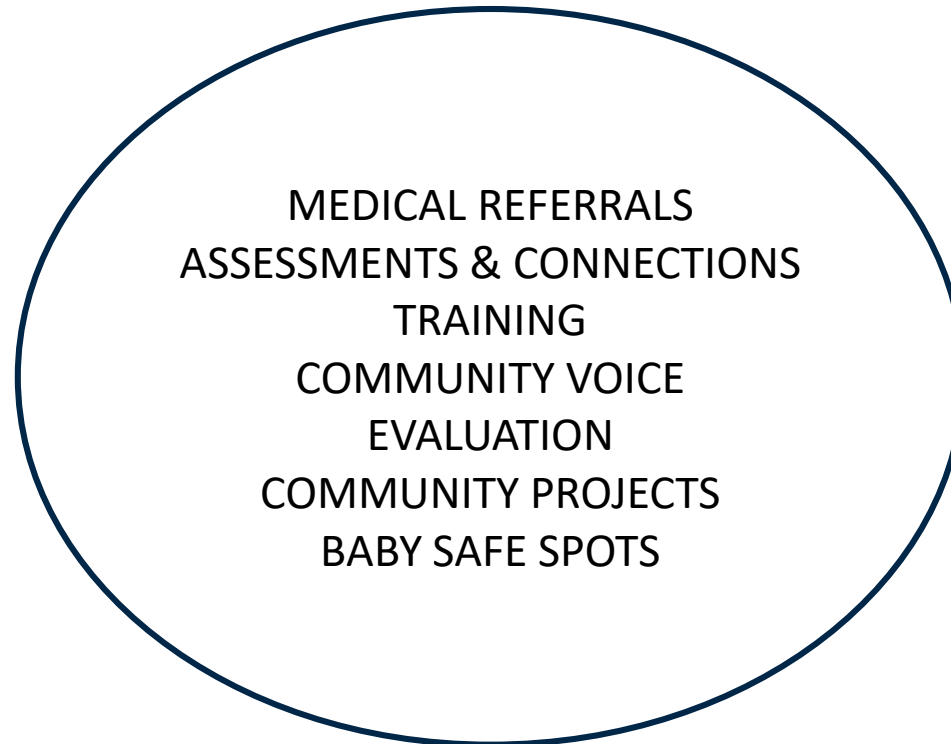 MEDICAL REFERRALS
ASSESSMENTS & CONNECTIONS
TRAINING
COMMUNITY VOICE
EVALUATION
COMMUNITY PROJECTS
BABY SAFE SPOTS